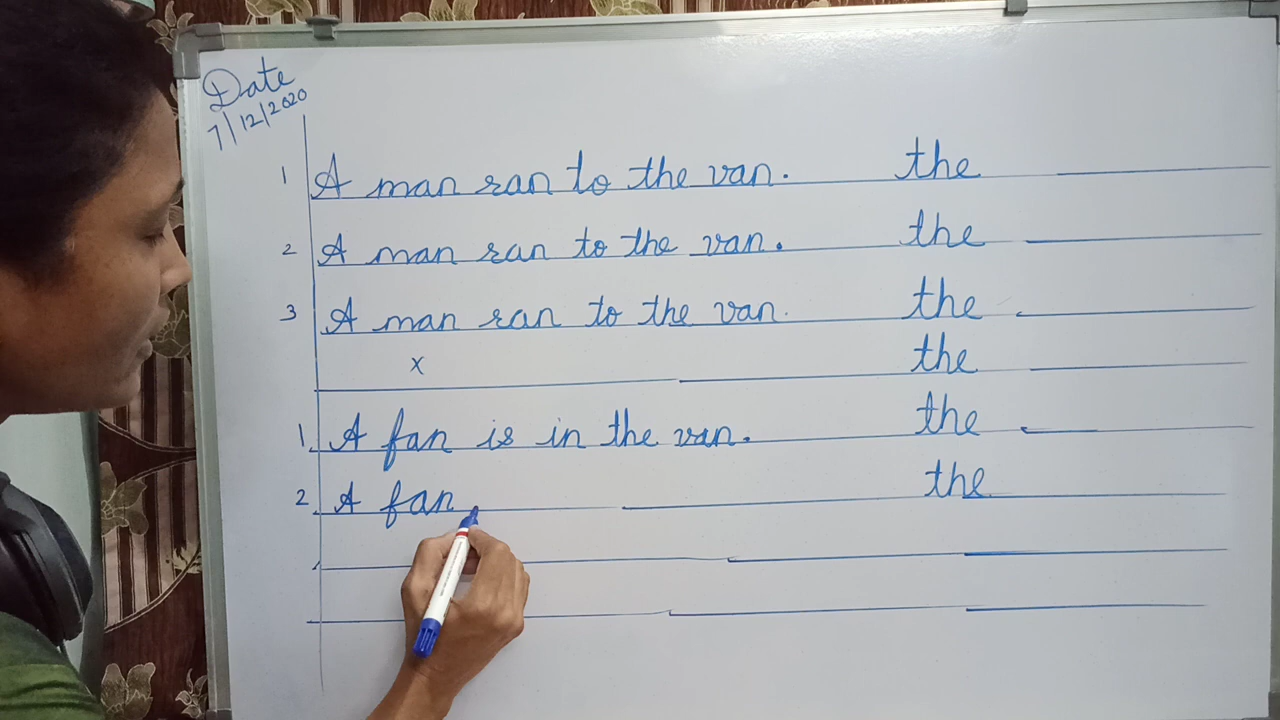 Date
7/12/2020
1 A man ran to the van. the
2 A man ran to the van. the
3 A man ran to the van. the
x the
1. A fan is in the van. the
2. A fan the